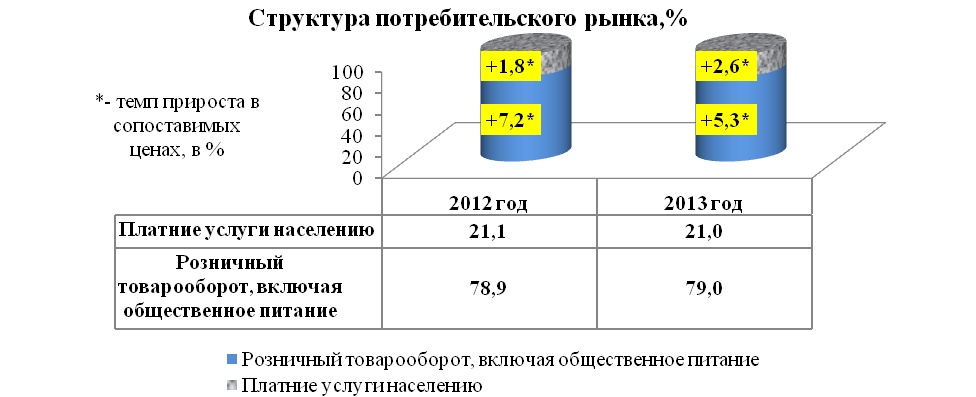 Структура потребительского рынка,%
+1,8*
+2,6*
*- темп прироста в
сопоставимых
ценах, в %
100
80
60
40
20
0
+7,2*
+5,3*
2012 год
2013 год
Платние услуги населению
21,1
21,0
Розничный
товарооборот, включая
общественное питание
78,9
79,0
Розничный товарооборот, включая общественное питание
Платние услуги населению